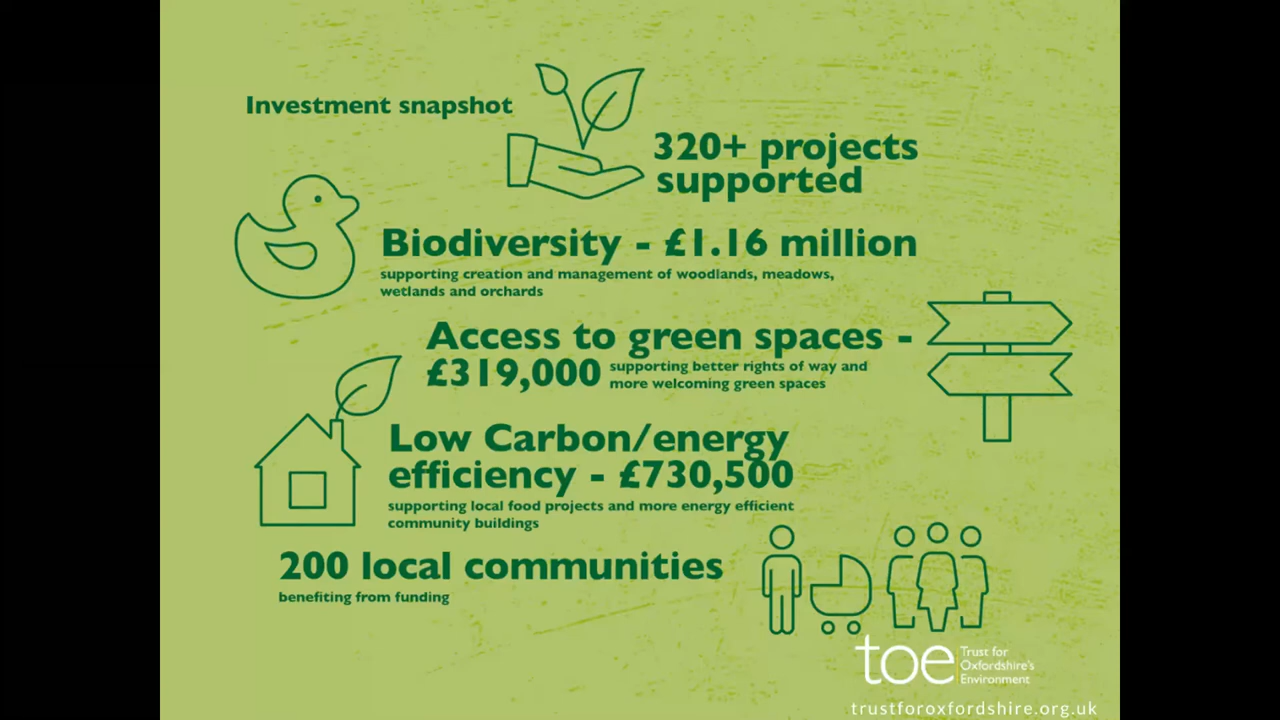 Investment snapshot
320+ projects
supported
Biodiversity - £1.16 million
supporting creation and management of woodlands, meadows,
wetlands and orchards
Access to green spaces -
£319,000 supporting better rights of way and
more welcoming green spaces
Low Carbon/energy
efficiency - £730,500
supporting local food projects and more energy efficient
community buildings
200 local communities
benefiting from funding
toe Trust for
Oxfordshire's
Environment
trustforoxfordshire.org.uk